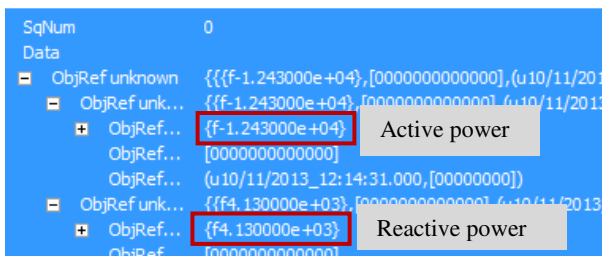 SqNum 0
Data
ObjRef unknown {{{f-1.243000e+04},[0000000000000],(u10/11/201
ObjRef unk... {{f-1.243000e+04},[0000000000000],(u10/11/2013
ObjRef... {f-1.243000e+04} Active power
ObjRef... [0000000000000]
ObjRef... (u10/11/2013_12:14:31.000,[00000000])
ObjRef unk... {{f4.130000e+03},[0000000000000],(u10/11/2013
ObjRef... {f4.130000e+03} Reactive power
ObjRef... [0000000000000]